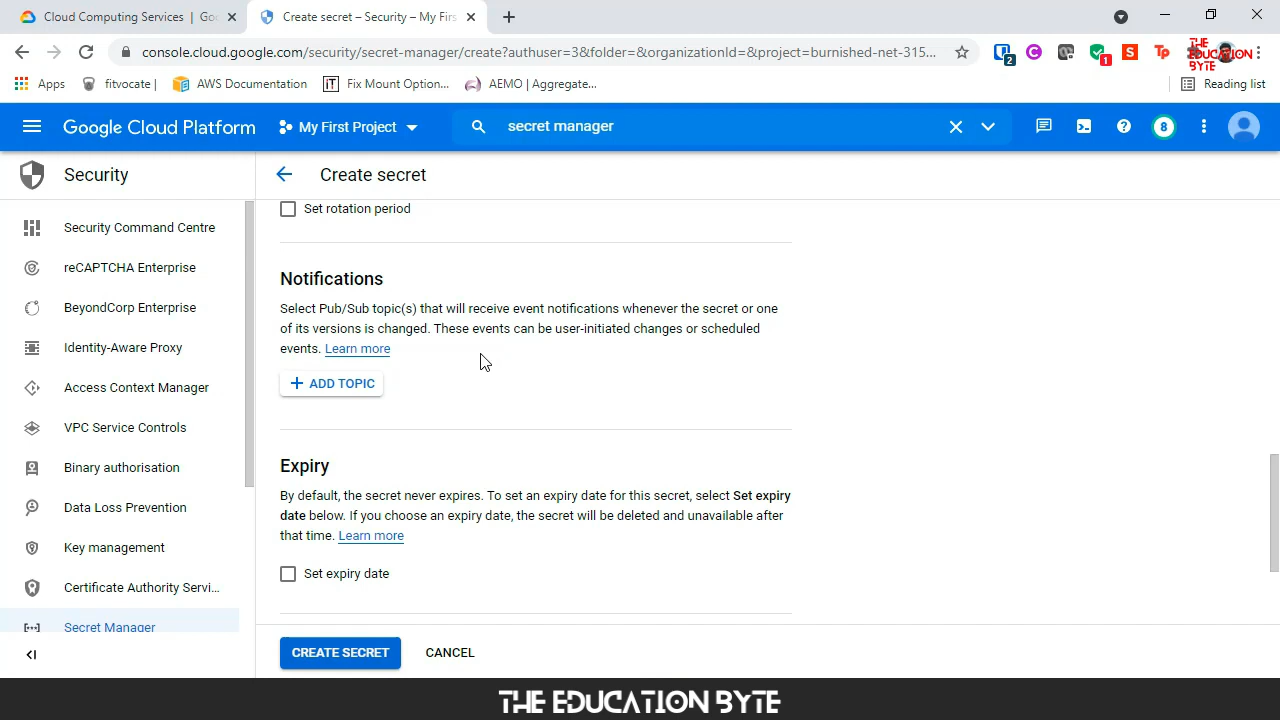 Cloud Computing Services | Goo
Create secret – Security – My Firs
console.cloud.google.com/security/secret-manager/create?authuser=3&folder=&organizationId=&project=burnished-net-315...
2
1
THE EDUCATION BYTE
Apps
fitvocate |
AWS Documentation
Fix Mount Option...
AEMO | Aggregate...
Reading list
Google Cloud Platform
My First Project
secret manager
8
Security
Create secret
Security Command Centre
reCAPTCHA Enterprise
BeyondCorp Enterprise
Identity-Aware Proxy
Access Context Manager
VPC Service Controls
Binary authorisation
Data Loss Prevention
Key management
Certificate Authority Servi...
Secret Manager
Set rotation period
Notifications
Select Pub/Sub topic(s) that will receive event notifications whenever the secret or one
of its versions is changed. These events can be user-initiated changes or scheduled
events. Learn more
+ ADD TOPIC
Expiry
By default, the secret never expires. To set an expiry date for this secret, select Set expiry
date below. If you choose an expiry date, the secret will be deleted and unavailable after
that time. Learn more
Set expiry date
CREATE SECRET
CANCEL
THE EDUCATION BYTE